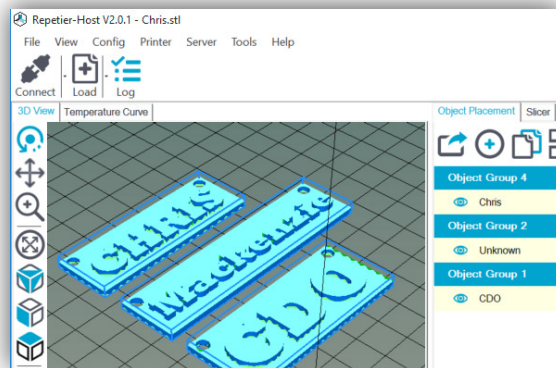 Repetier-Host V2.0.1 - Chris.stl
File View Config Printer Server Tools Help
Connect Load Log
3D View Temperature Curve
Object Placement Slicer
Object Group 4
Chris
Object Group 2
Unknown
Object Group 1
CDO
CHRIS
Mackenzie
CDO